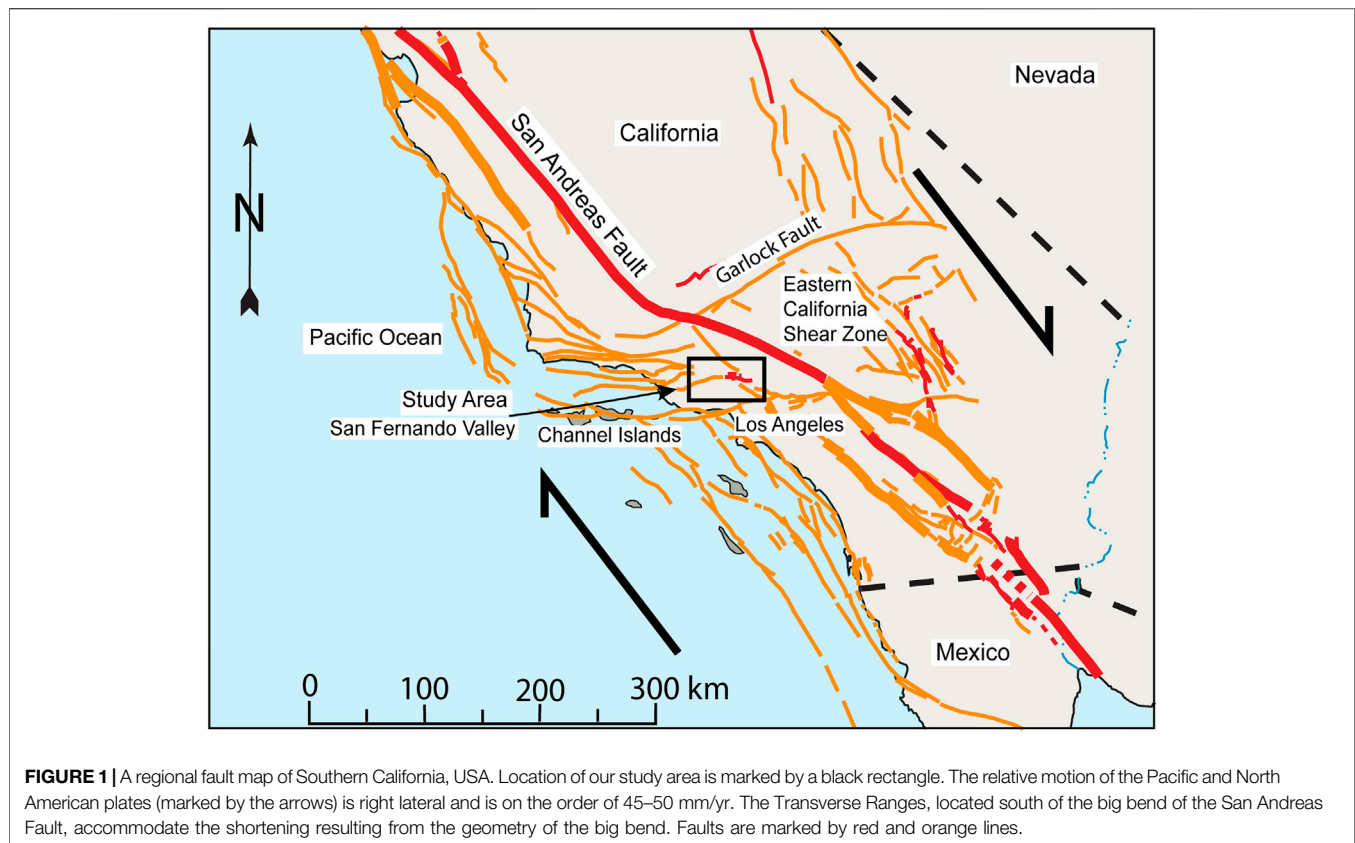 Nevada
California
San Andreas Fault
N
Garlock Fault
Eastern
California
Shear Zone
Pacific Ocean
Study Area
San Fernando Valley
Channel Islands
Los Angeles
Mexico
0 100 200 300 km
FIGURE 1 | A regional fault map of Southern California, USA. Location of our study area is marked by a black rectangle. The relative motion of the Pacific and North
American plates (marked by the arrows) is right lateral and is on the order of 45–50 mm/yr. The Transverse Ranges, located south of the big bend of the San Andreas
Fault, accommodate the shortening resulting from the geometry of the big bend. Faults are marked by red and orange lines.